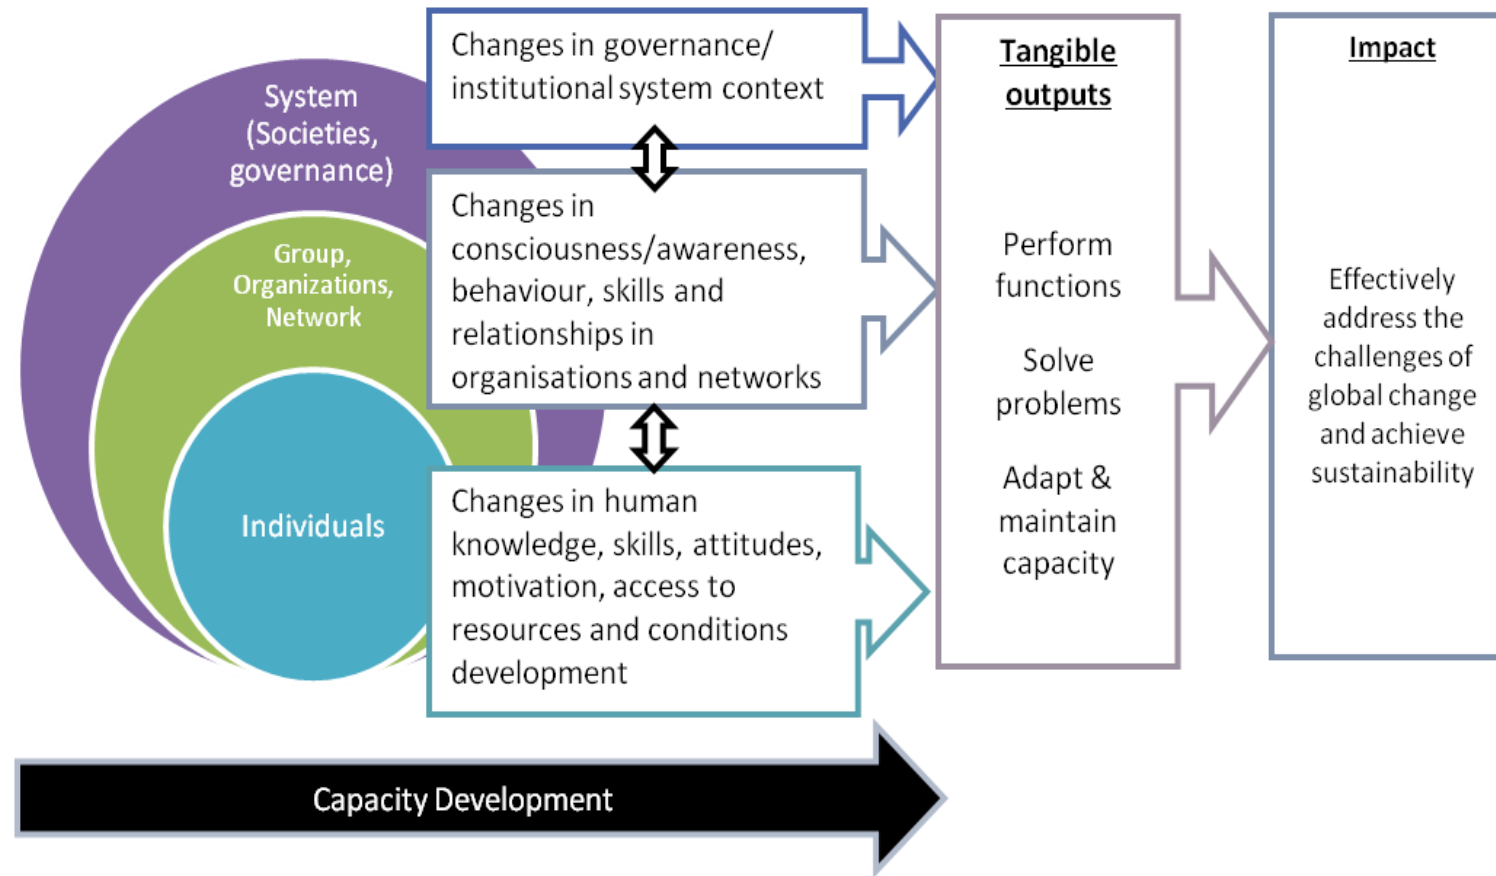 System
(Societies,
governance)
Group,
Organizations,
Network
Individuals
Changes in governance/
institutional system context
Changes in
consciousness/awareness,
behaviour, skills and
relationships in
organisations and networks
Changes in human
knowledge, skills, attitudes,
motivation, access to
resources and conditions
development
Tangible
outputs
Perform
functions
Solve
problems
Adapt &
maintain
capacity
Impact
Effectively
address the
challenges of
global change
and achieve
sustainability
Capacity Development